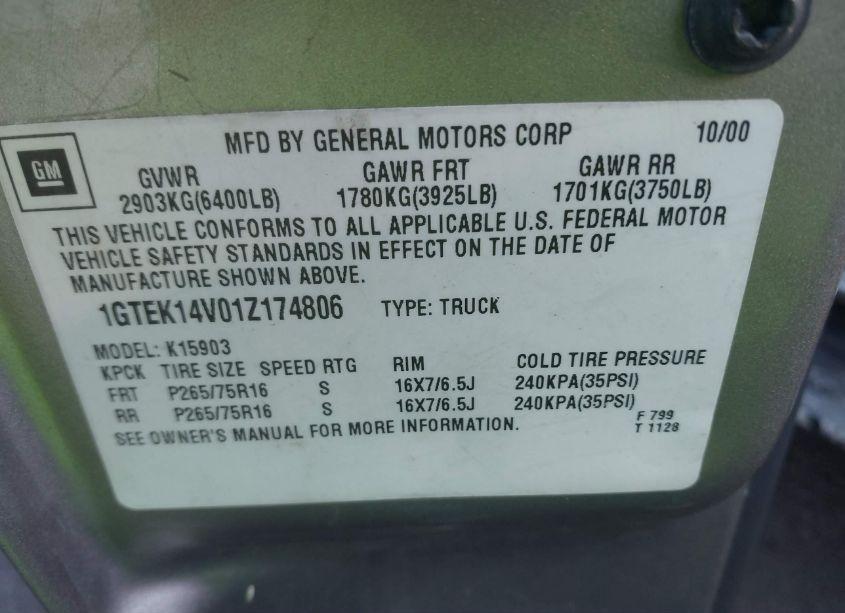 MFD BY GENERAL MOTORS CORP 10/00
GM
GVWR GAWR FRT GAWR RR
2903KG(6400LB) 1780KG(3925LB) 1701KG(3750LB)
THIS VEHICLE CONFORMS TO ALL APPLICABLE U.S. FEDERAL MOTOR
VEHICLE SAFETY STANDARDS IN EFFECT ON THE DATE OF
MANUFACTURE SHOWN ABOVE.
1GTEK14V01Z174806 TYPE: TRUCK
MODEL: K15903
KPCK TIRE SIZE SPEED RTG RIM COLD TIRE PRESSURE
FRT P265/75R16 S 16X7/6.5J 240KPA(35PSI)
RR P265/75R16 S 16X7/6.5J 240KPA(35PSI)
SEE OWNER'S MANUAL FOR MORE INFORMATION.
F 799
T 1128